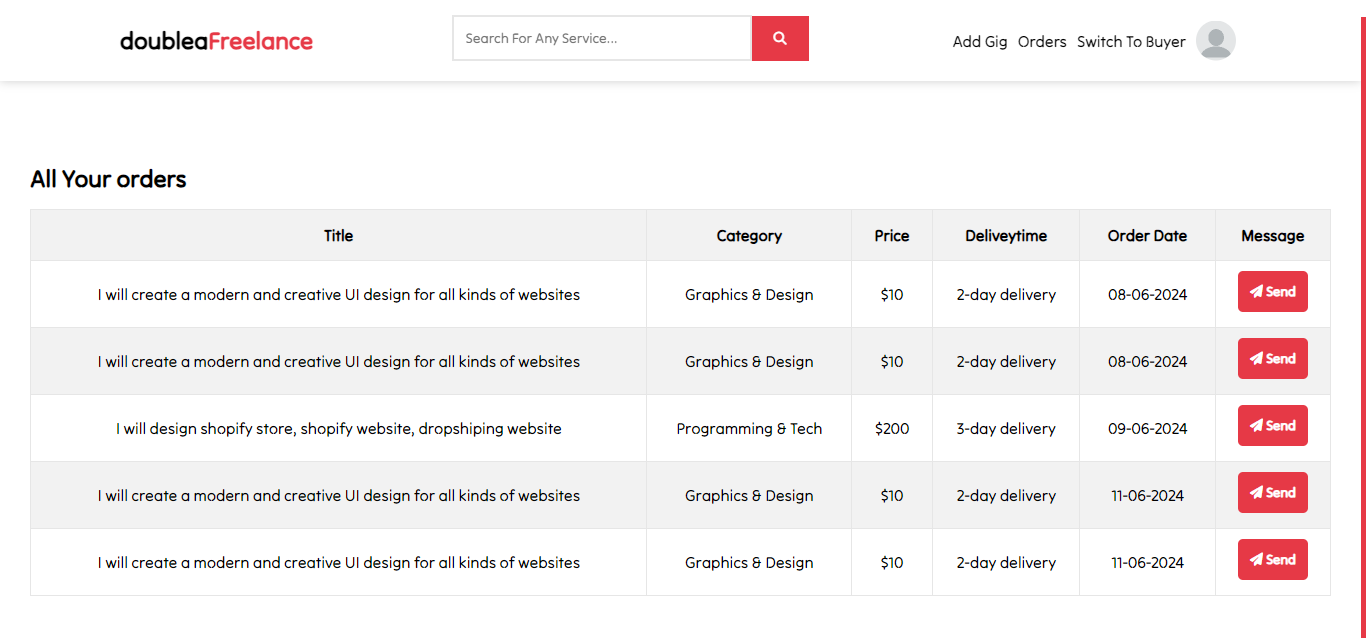 doubleaFreelance Search For Any Service... Add Gig Orders Switch To Buyer
All Your orders
Title Category Price Deliveytime Order Date Message
I will create a modern and creative UI design for all kinds of websites Graphics & Design $10 2-day delivery 08-06-2024 Send
I will create a modern and creative UI design for all kinds of websites Graphics & Design $10 2-day delivery 08-06-2024 Send
I will design shopify store, shopify website, dropshiping website Programming & Tech $200 3-day delivery 09-06-2024 Send
I will create a modern and creative UI design for all kinds of websites Graphics & Design $10 2-day delivery 11-06-2024 Send
I will create a modern and creative UI design for all kinds of websites Graphics & Design $10 2-day delivery 11-06-2024 Send